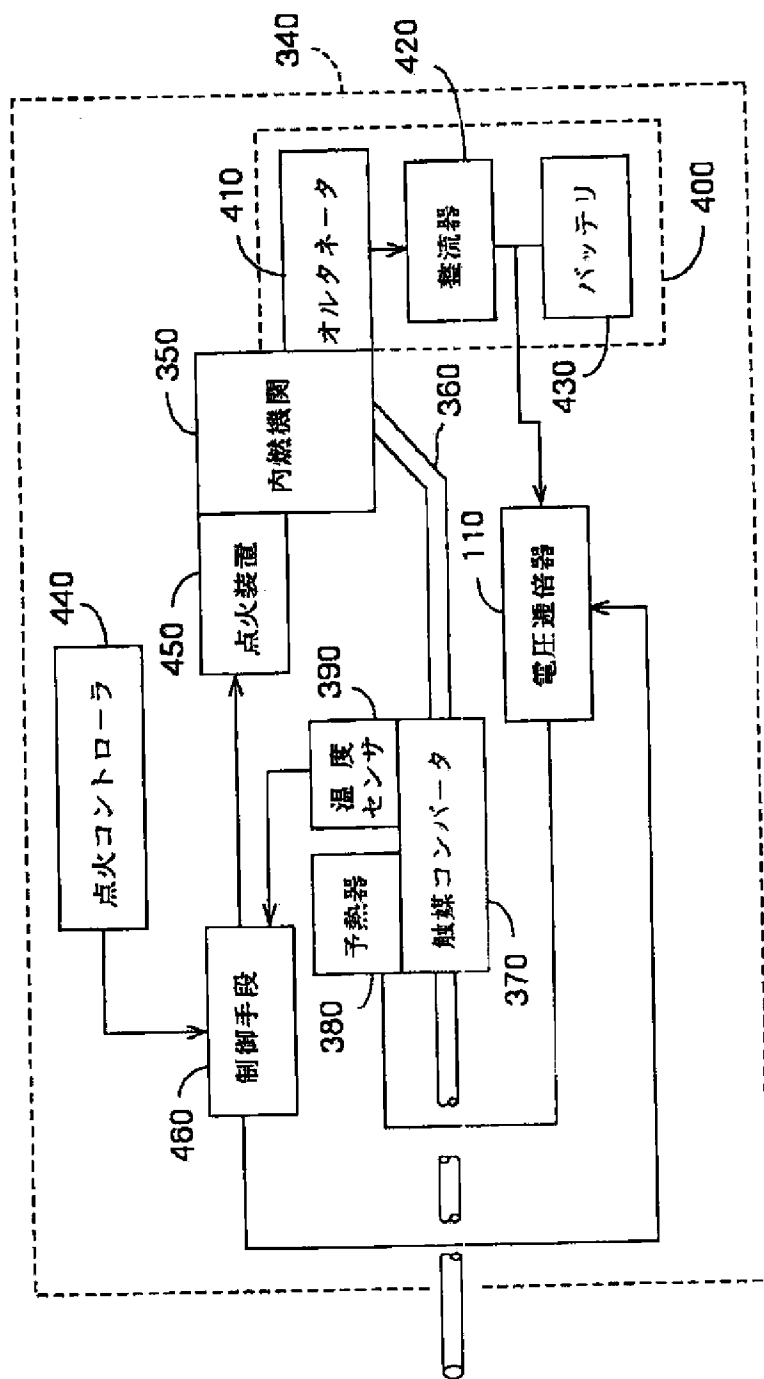 340
440
点火コントローラ
350
410
オルタネータ
420
整流器
バッテリ
430
400
内燃機関
450
点火装置
360
460
制御手段
390
温度
センサ
予熱器
380
触媒コンバータ
370
110
電圧逓倍器